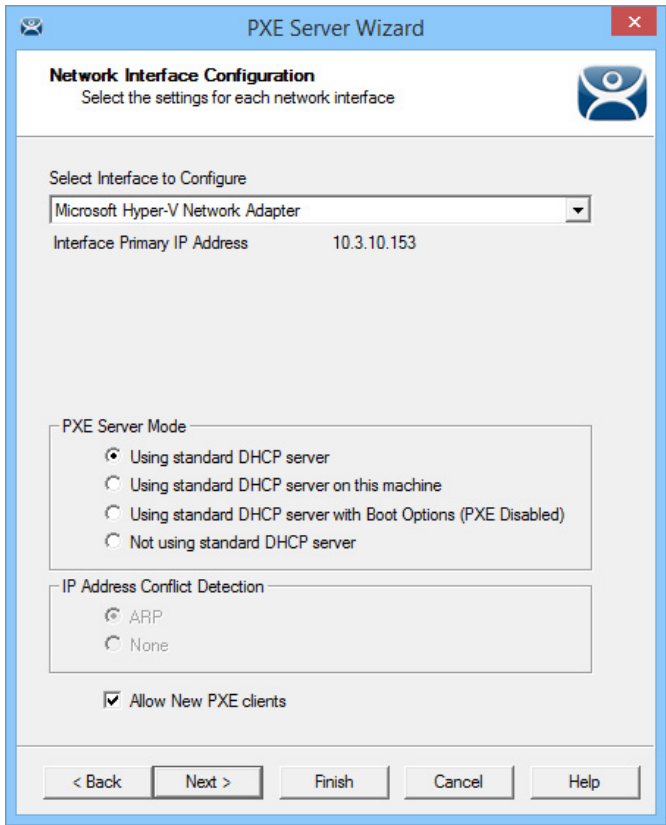 PXE Server Wizard
Network Interface Configuration
Select the settings for each network interface
Select Interface to Configure
Microsoft Hyper-V Network Adapter
Interface Primary IP Address 10.3.10.153
PXE Server Mode
Using standard DHCP server
Using standard DHCP server on this machine
Using standard DHCP server with Boot Options (PXE Disabled)
Not using standard DHCP server
IP Address Conflict Detection
ARP
None
Allow New PXE clients
< Back Next > Finish Cancel Help